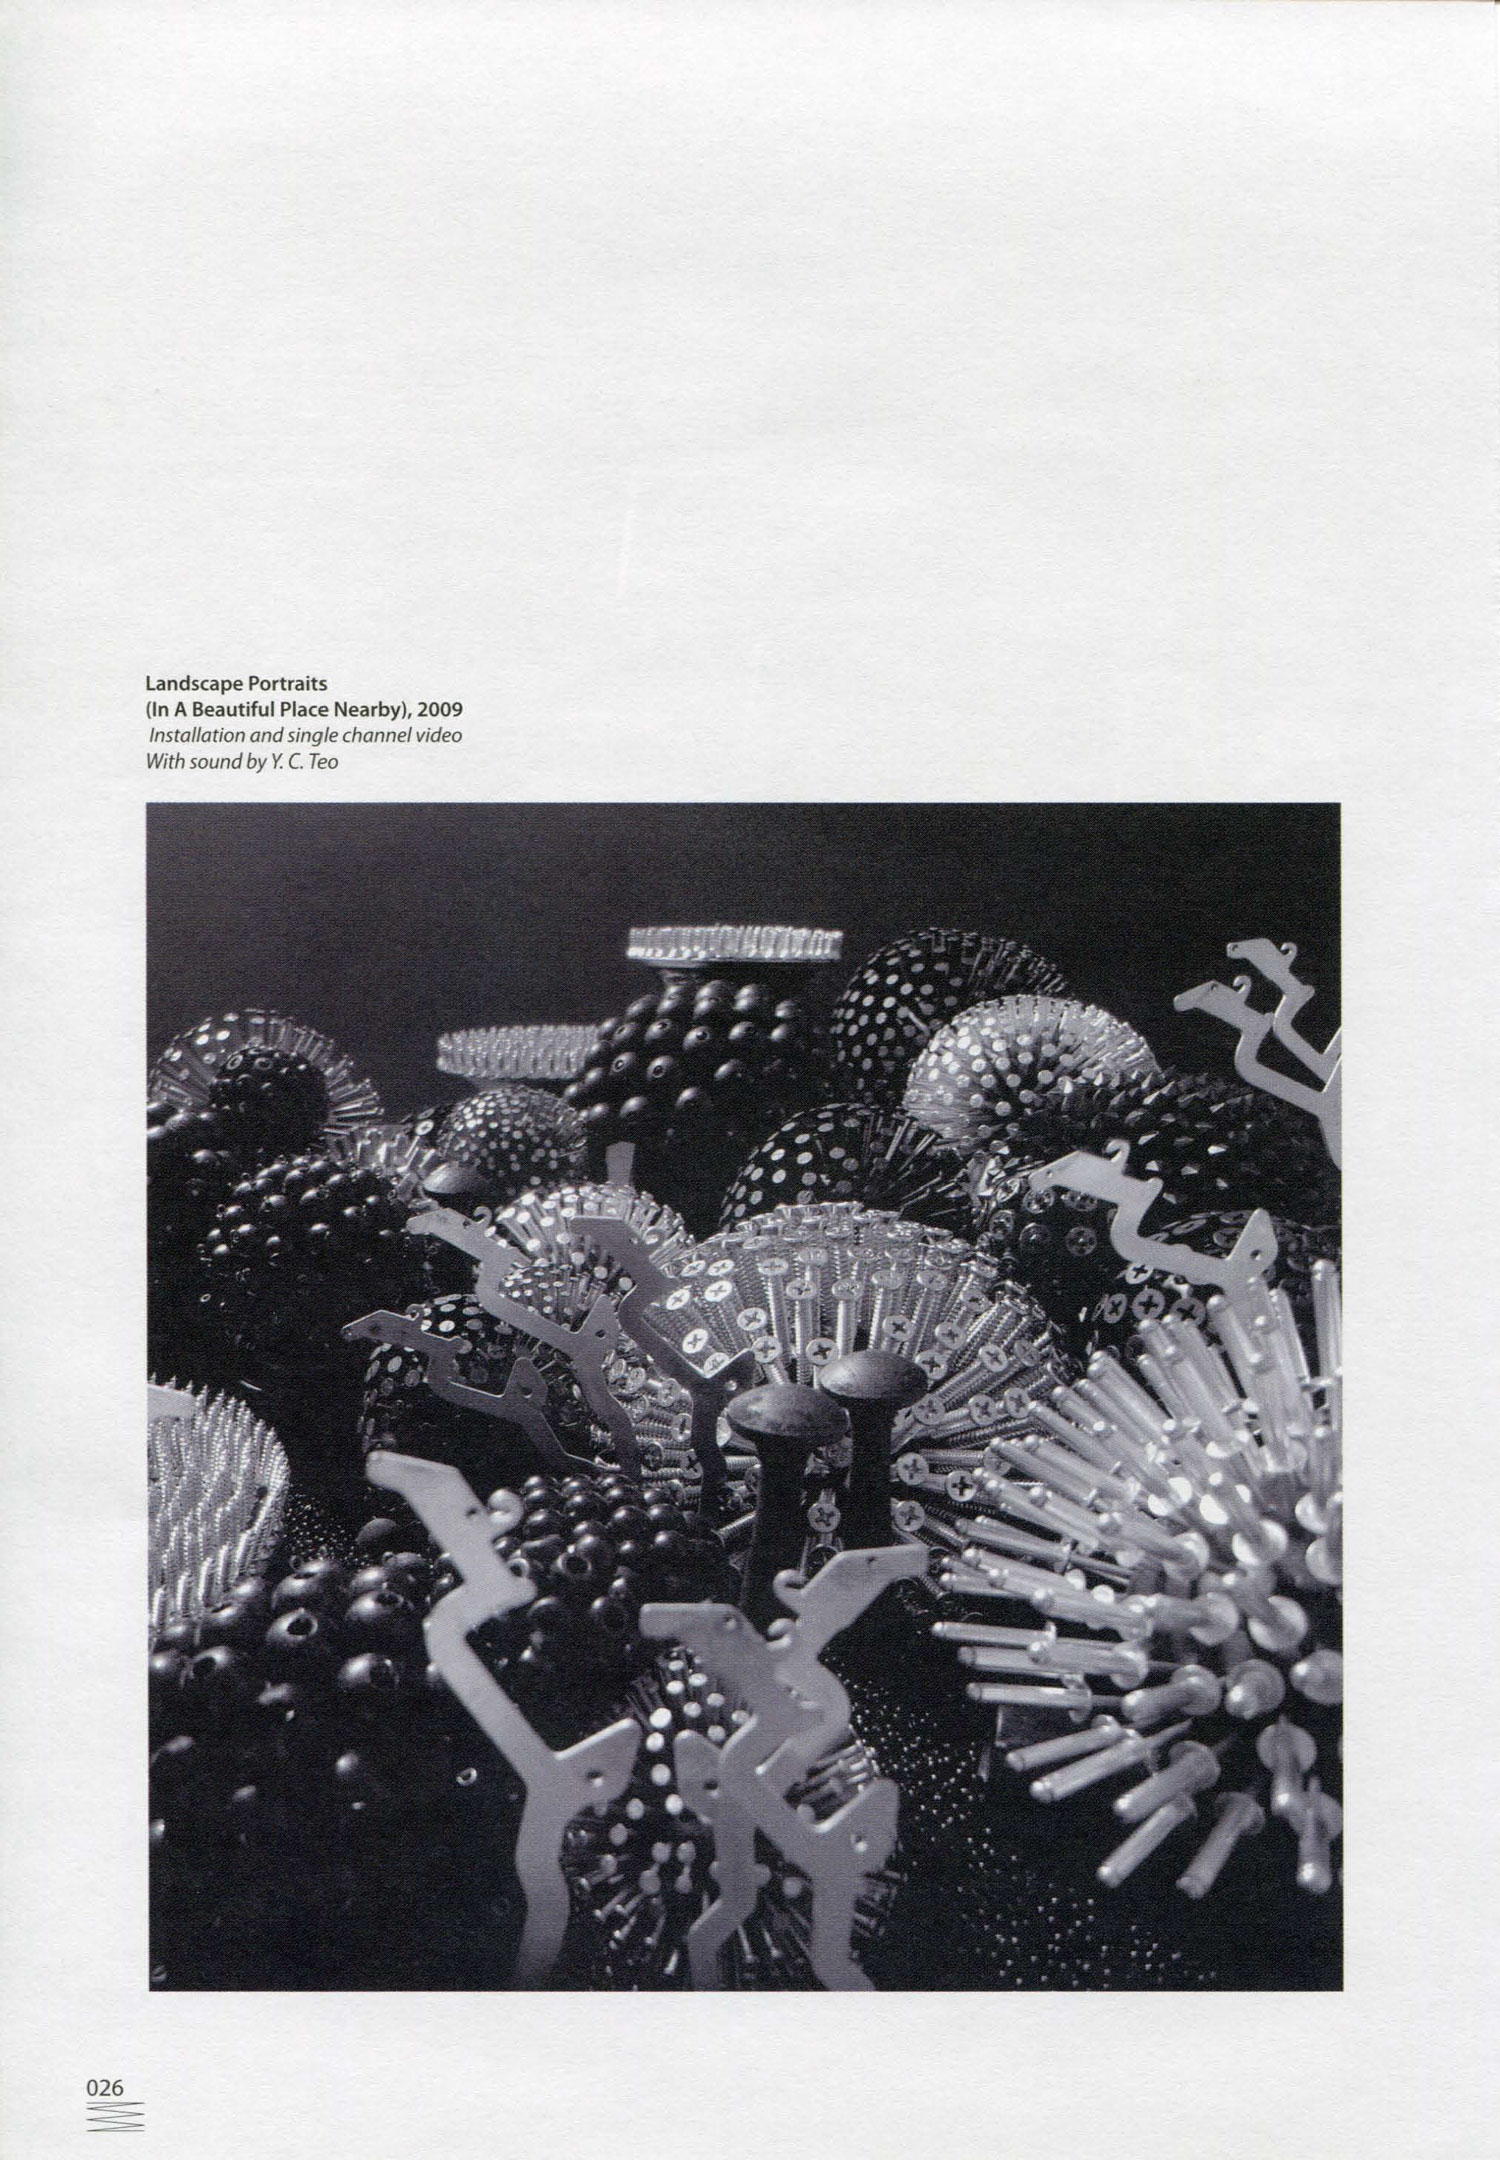 Landscape Portraits
(In A Beautiful Place Nearby), 2009
Installation and single channel video
With sound by Y. C. Teo
026